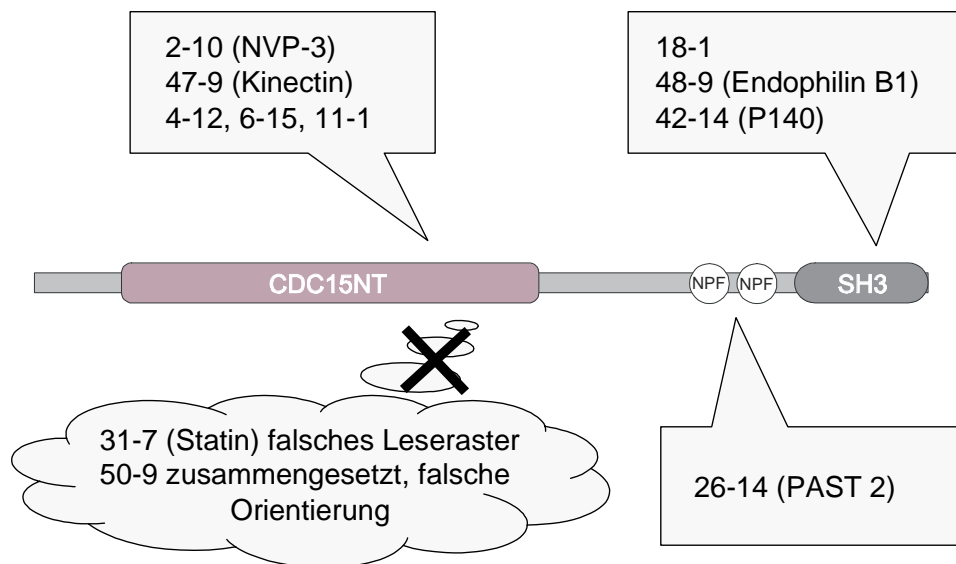 2-10 (NVP-3)
47-9 (Kinectin)
4-12, 6-15, 11-1
18-1
48-9 (Endophilin B1)
42-14 (P140)
CDC15NT
NPF
NPF
SH3
31-7 (Statin) falsches Leseraster
50-9 zusammengesetzt, falsche
Orientierung
26-14 (PAST 2)